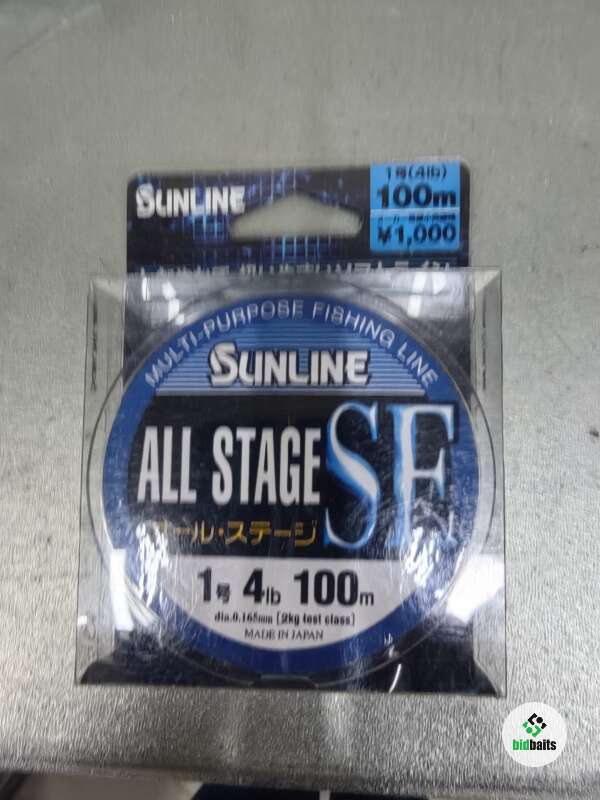 SUNLINE
1号(4lb)
100m
¥1,000
MULTI-PURPOSE FISHING LINE
SUNLINE
ALL STAGE SF
オール・ステージ
1号 4lb 100m
dia.0.165mm [2kg test class]
MADE IN JAPAN
bidbaits